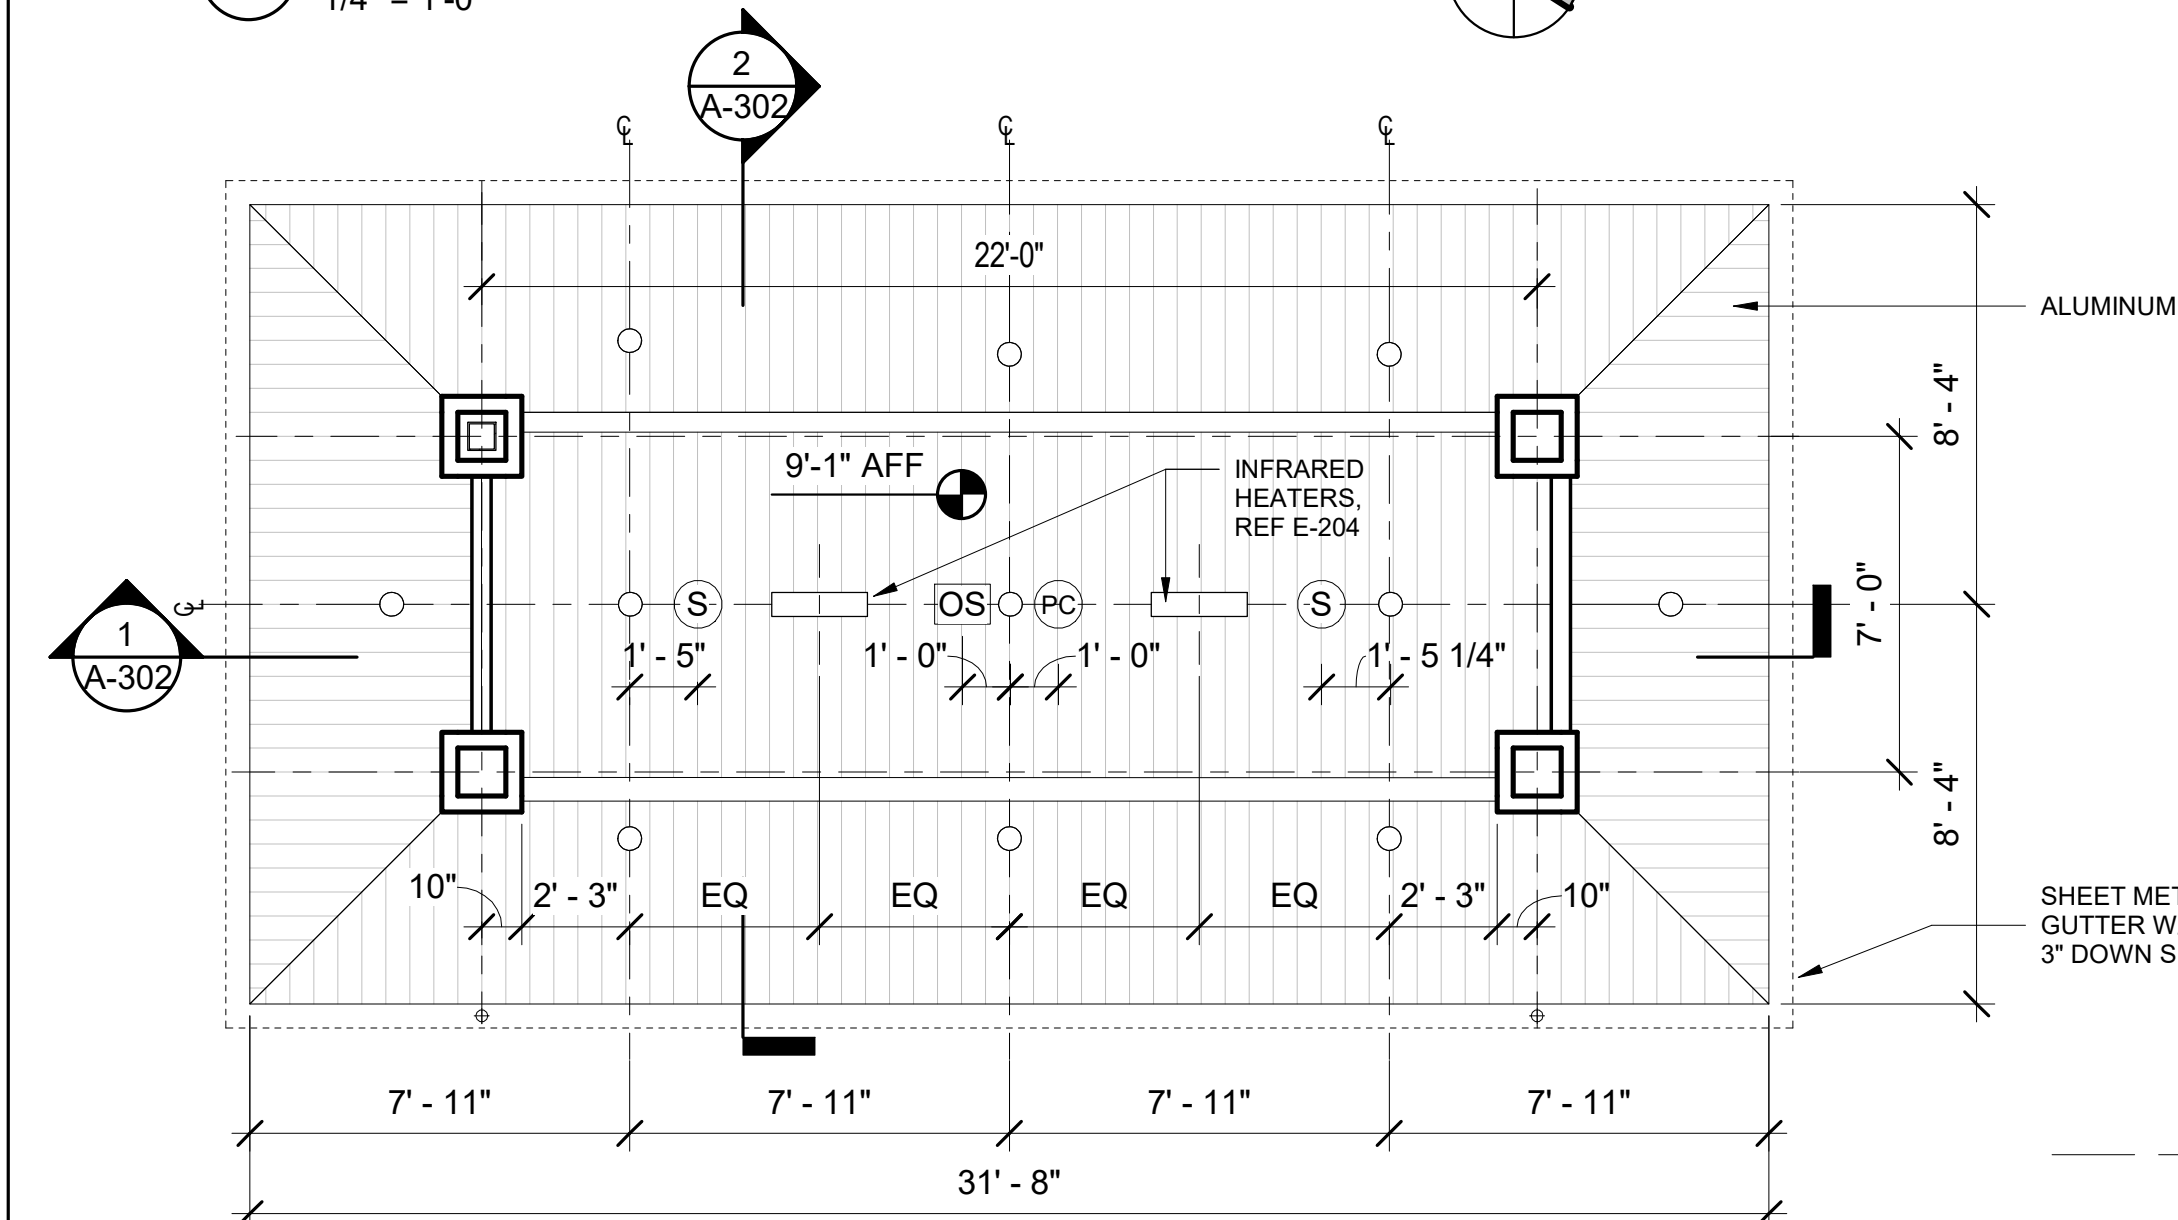 1/4" = 1'-0"
2
A-302
℄
℄
℄
22'-0"
ALUMINUM
8' - 4"
9'-1" AFF
INFRARED
HEATERS,
REF E-204
7' - 0"
℄
S
OS
PC
S
1
A-302
1' - 5"
1' - 0"
1' - 0"
1' - 5 1/4"
8' - 4"
10"
2' - 3"
EQ
EQ
EQ
EQ
2' - 3"
10"
SHEET
GUTTER
3" DOWN
7' - 11"
7' - 11"
7' - 11"
7' - 11"
31' - 8"